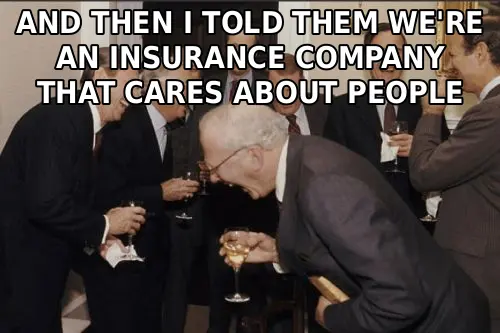 AND THEN I TOLD THEM WE'RE
AN INSURANCE COMPANY
THAT CARES ABOUT PEOPLE